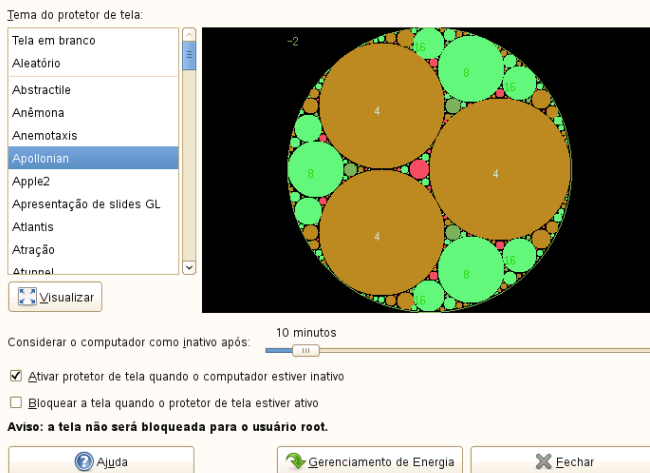 Tema do protetor de tela:
Tela em branco
Aleatório
Abstractile
Anêmona
Anemotaxis
Apollonian
Apple2
Apresentação de slides GL
Atlantis
Atração
Atunnel
Visualizar
-2
16
8
16
4
4
8
4
8
16
16
Considerar o computador como inativo após:
10 minutos
Ativar protetor de tela quando o computador estiver inativo
Bloquear a tela quando o protetor de tela estiver ativo
Aviso: a tela não será bloqueada para o usuário root.
Ajuda
Gerenciamento de Energia
Fechar